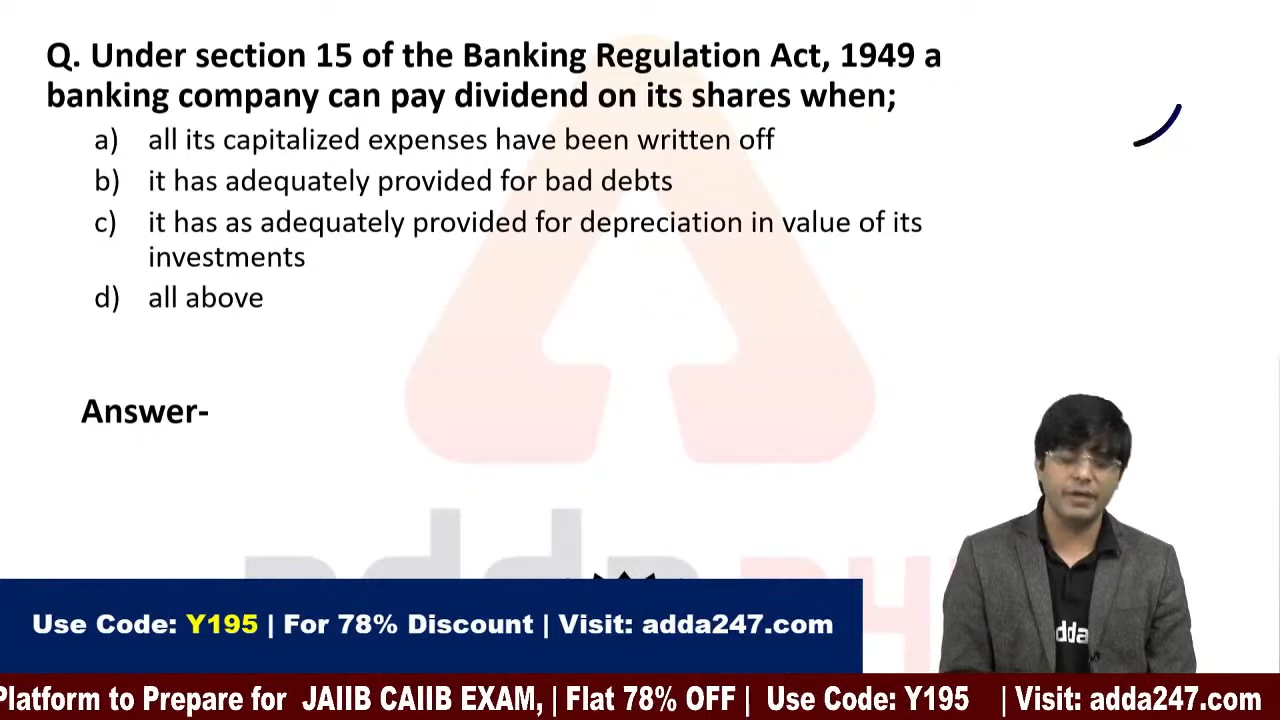 Q. Under section 15 of the Banking Regulation Act, 1949 a
banking company can pay dividend on its shares when;
a) all its capitalized expenses have been written off
b) it has adequately provided for bad debts
c) it has as adequately provided for depreciation in value of its
investments
d) all above
Answer-
adda 247
dda
Use Code: Y195 | For 78% Discount | Visit: adda247.com
Platform to Prepare for JAIIB CAIIB EXAM, | Flat 78% OFF | Use Code: Y195 | Visit: adda247.com